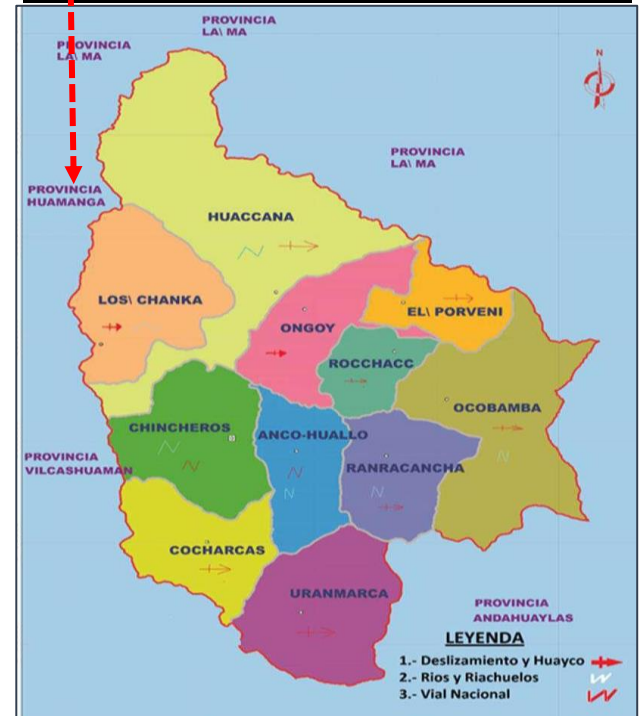 PROVINCIA
LA\ MA
PROVINCIA
LA\ MA
N
PROVINCIA
LA\ MA
PROVINCIA
HUAMANGA
HUACCANA
LOS\ CHANKA
EL\ PORVENI
ONGOY
ROCCHACC
OCOBAMBA
CHINCHEROS
ANCO-HUALLO
PROVINCIA
VILCASHUAMAN
RANRACANCHA
COCHARCAS
URANMARCA
PROVINCIA
ANDAHUAYLAS
LEYENDA
1.- Deslizamiento y Huayco
2.- Rios y Riachuelos
3.- Vial Nacional